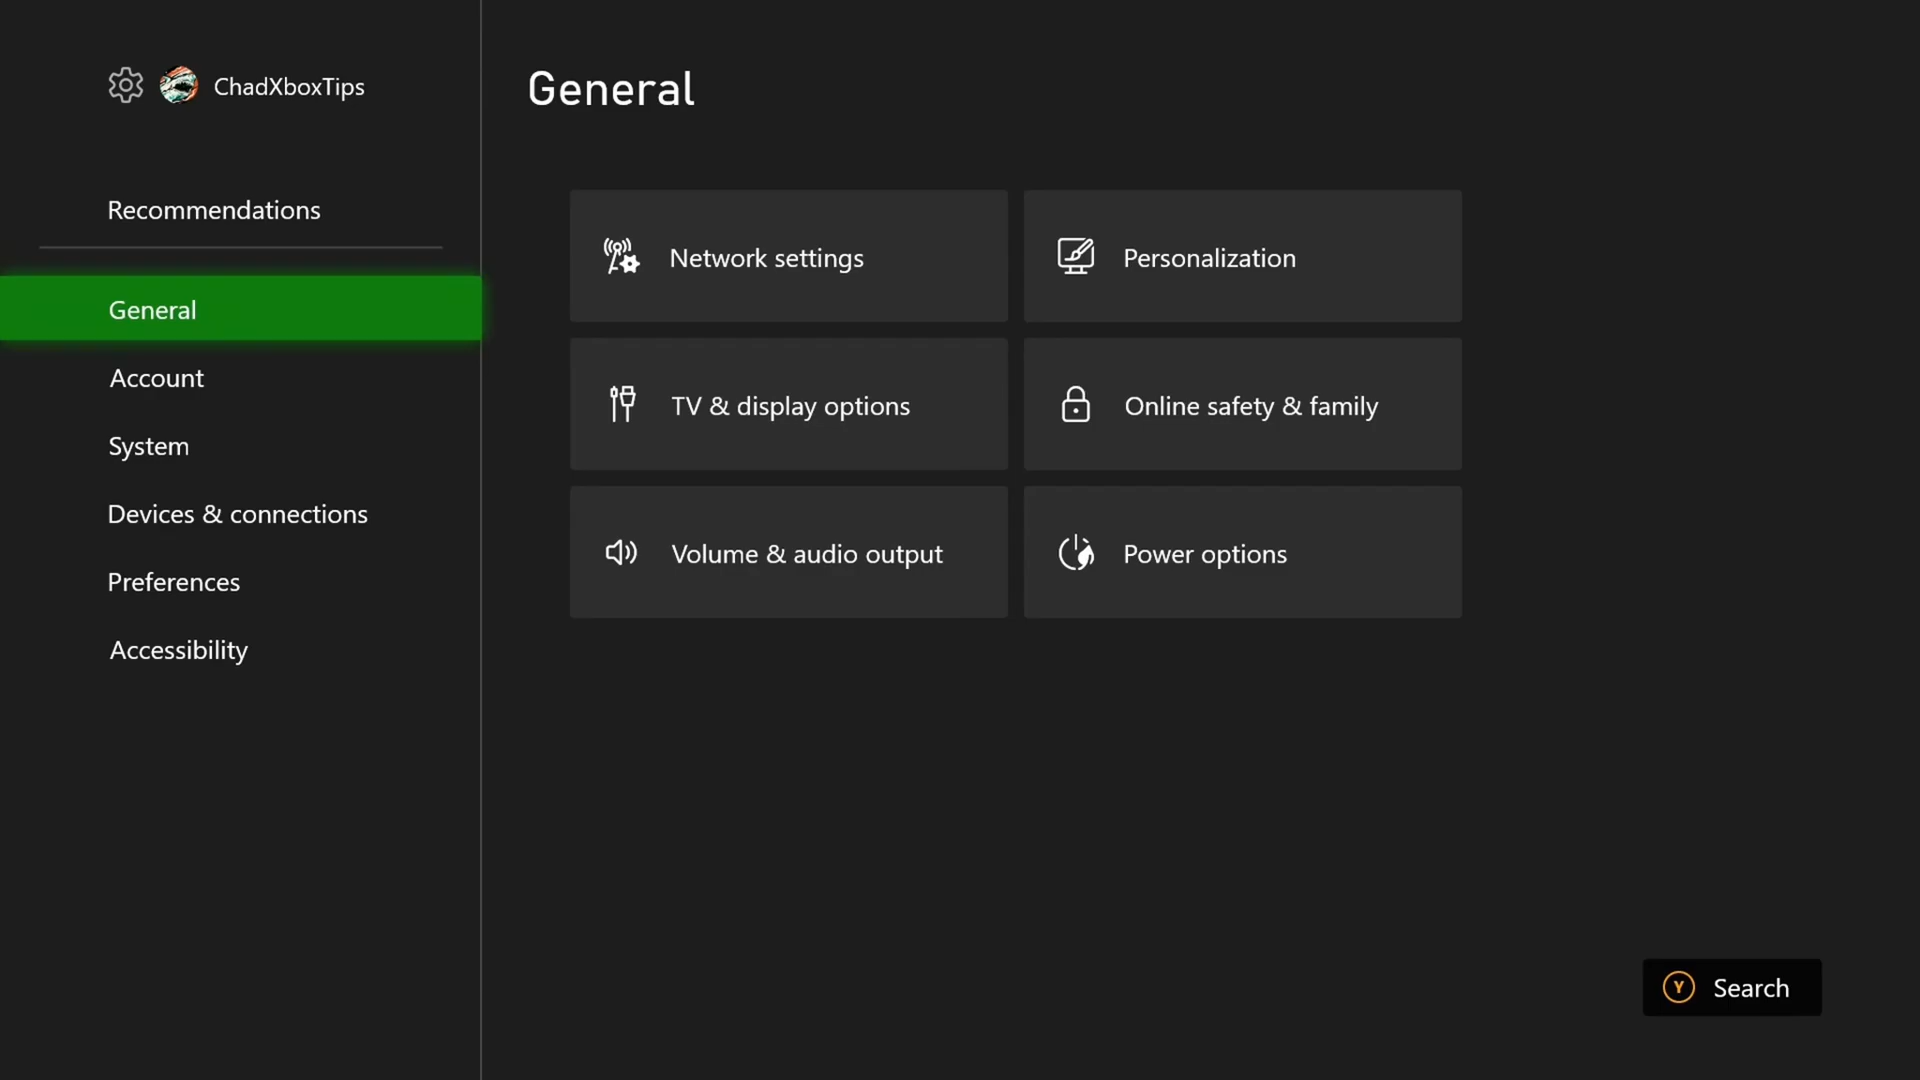 ChadXboxTips
Recommendations
General
Account
System
Devices & connections
Preferences
Accessibility
General
Network settings
Personalization
TV & display options
Online safety & family
Volume & audio output
Power options
Y Search